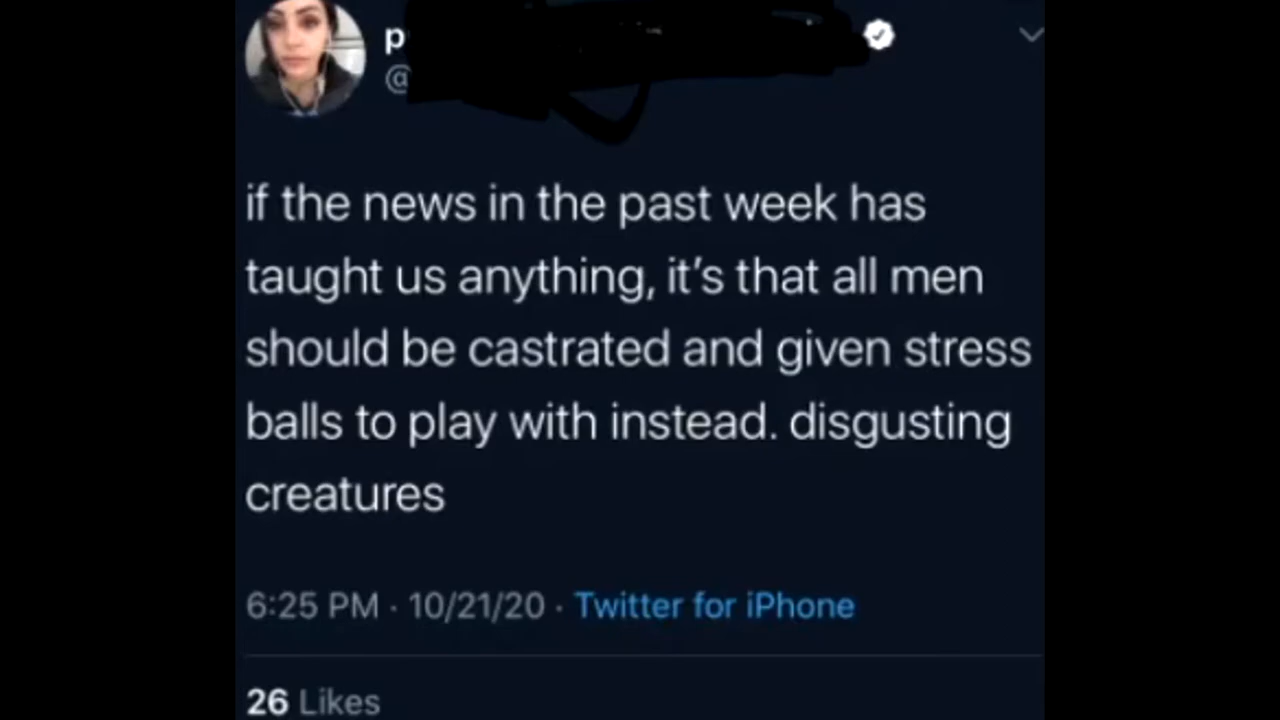 p
@
if the news in the past week has
taught us anything, it's that all men
should be castrated and given stress
balls to play with instead. disgusting
creatures
6:25 PM · 10/21/20 · Twitter for iPhone
26 Likes